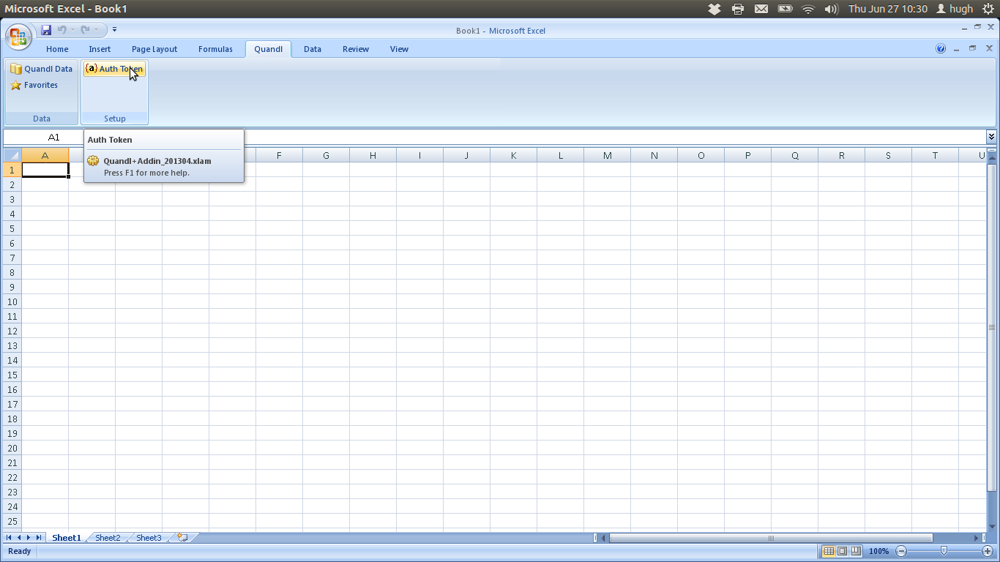 Microsoft Excel - Book1
Thu Jun 27 10:30 hugh
Book1 - Microsoft Excel
Home Insert Page Layout Formulas Quandl Data Review View
Quandl Data
Favorites
Data
{a} Auth Token
Setup
A1
Auth Token
Quandl+Addin_201304.xlam
Press F1 for more help.
A F G H I J K L M N O P Q R S T U
1
2
3
4
5
6
7
8
9
10
11
12
13
14
15
16
17
18
19
20
21
22
23
24
25
Sheet1 Sheet2 Sheet3
Ready
100%